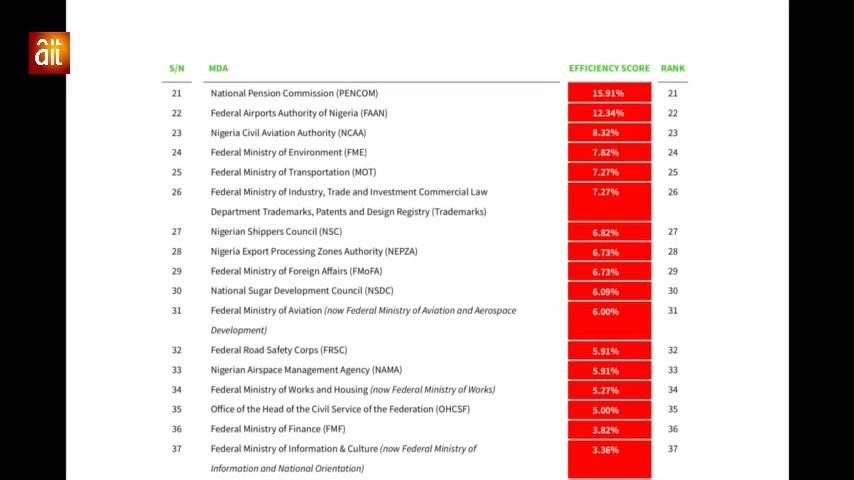 ait
S/N MDA EFFICIENCY SCORE RANK
21 National Pension Commission (PENCOM) 15.91% 21
22 Federal Airports Authority of Nigeria (FAAN) 12.34% 22
23 Nigeria Civil Aviation Authority (NCAA) 8.32% 23
24 Federal Ministry of Environment (FME) 7.82% 24
25 Federal Ministry of Transportation (MOT) 7.27% 25
26 Federal Ministry of Industry, Trade and Investment Commercial Law 7.27% 26
Department Trademarks, Patents and Design Registry (Trademarks)
27 Nigerian Shippers Council (NSC) 6.82% 27
28 Nigeria Export Processing Zones Authority (NEPZA) 6.73% 28
29 Federal Ministry of Foreign Affairs (FMoFA) 6.73% 29
30 National Sugar Development Council (NSDC) 6.09% 30
31 Federal Ministry of Aviation (now Federal Ministry of Aviation and Aerospace 6.00% 31
Development)
32 Federal Road Safety Corps (FRSC) 5.91% 32
33 Nigerian Airspace Management Agency (NAMA) 5.91% 33
34 Federal Ministry of Works and Housing (now Federal Ministry of Works) 5.27% 34
35 Office of the Head of the Civil Service of the Federation (OHCSF) 5.00% 35
36 Federal Ministry of Finance (FMF) 3.82% 36
37 Federal Ministry of Information & Culture (now Federal Ministry of 3.36% 37
Information and National Orientation)